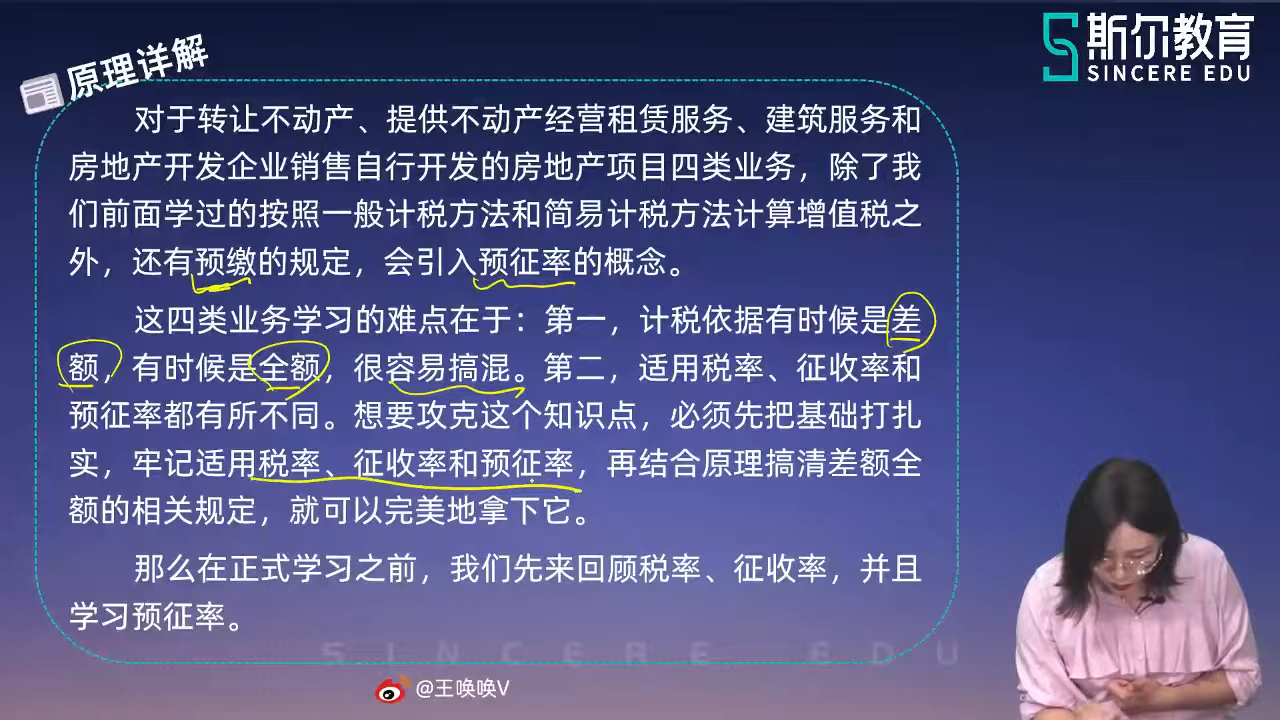 斯尔教育
SINCERE EDU
原理详解
对于转让不动产、提供不动产经营租赁服务、建筑服务和
房地产开发企业销售自行开发的房地产项目四类业务，除了我
们前面学过的按照一般计税方法和简易计税方法计算增值税之
外，还有预缴的规定，会引入预征率的概念。
这四类业务学习的难点在于：第一，计税依据有时候是差
额，有时候是全额，很容易搞混。第二，适用税率、征收率和
预征率都有所不同。想要攻克这个知识点，必须先把基础打扎
实，牢记适用税率、征收率和预征率，再结合原理搞清差额全
额的相关规定，就可以完美地拿下它。
那么在正式学习之前，我们先来回顾税率、征收率，并且
学习预征率。
SINCERE EDU
@王唤唤V